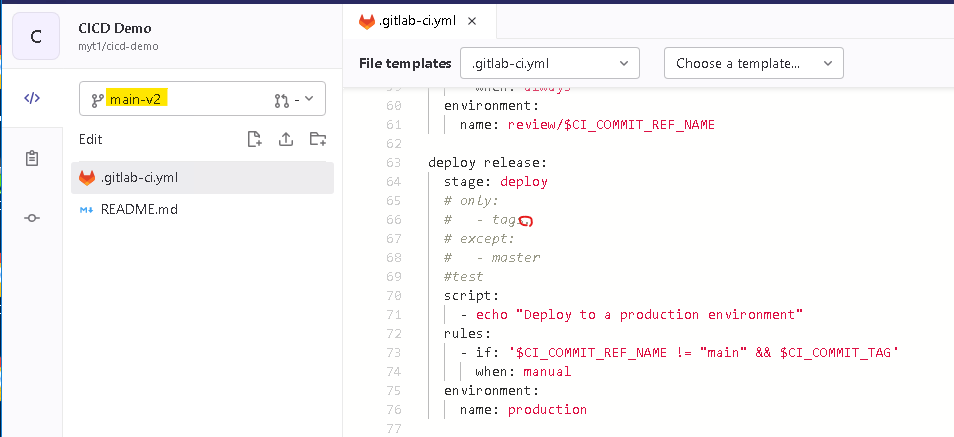 C
CICD Demo
myt1/cicd-demo
main-v2
-
Edit
.gitlab-ci.yml
README.md
.gitlab-ci.yml ×
File templates .gitlab-ci.yml Choose a template...
59 when: always
60 environment:
61 name: review/$CI_COMMIT_REF_NAME
62
63 deploy release:
64 stage: deploy
65 # only:
66 # - tags
67 # except:
68 # - master
69 #test
70 script:
71 - echo "Deploy to a production environment"
72 rules:
73 - if: '$CI_COMMIT_REF_NAME != "main" && $CI_COMMIT_TAG'
74 when: manual
75 environment:
76 name: production
77